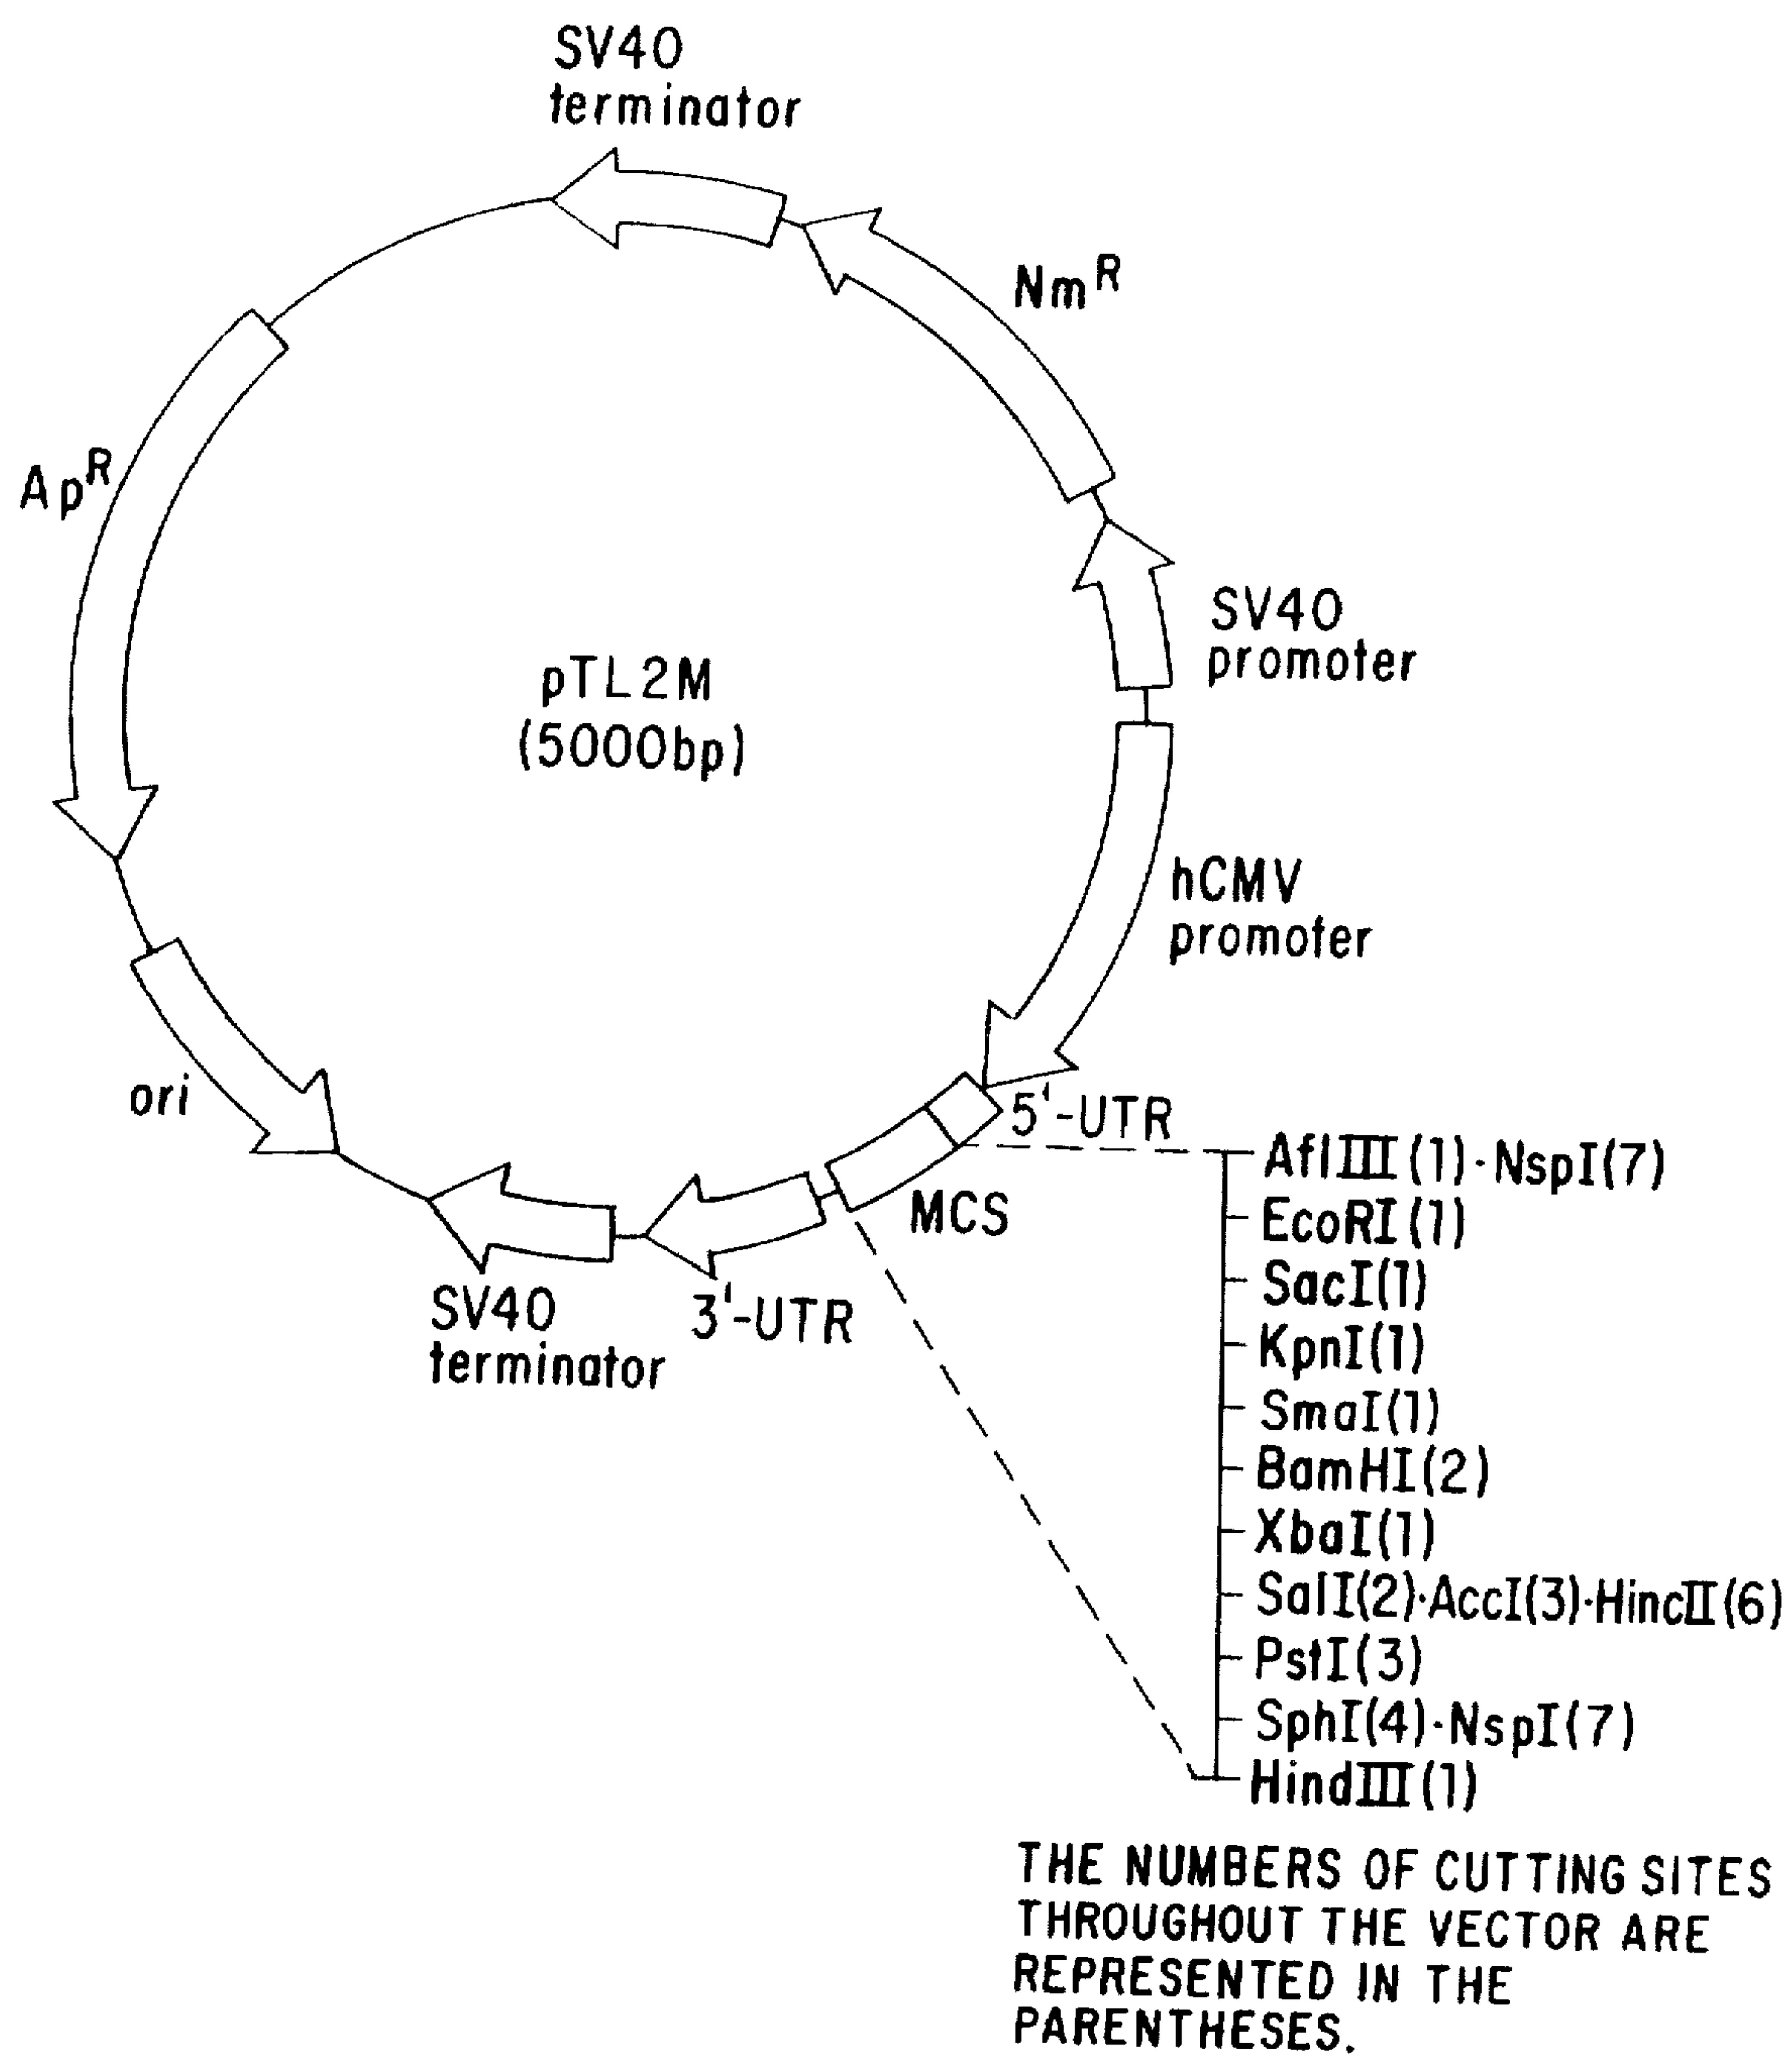 SV40
terminator
Nm^R
Ap^R
SV40
promoter
pTL2M
(5000bp)
hCMV
promoter
ori
5'-UTR
MCS
3'-UTR
SV40
terminator
AflIII(1)·NspI(7)
EcoRI(1)
SacI(1)
KpnI(1)
SmaI(1)
BamHI(2)
XbaI(1)
SalI(2)·AccI(3)·HincII(6)
PstI(3)
SphI(4)·NspI(7)
HindIII(1)
THE NUMBERS OF CUTTING SITES
THROUGHOUT THE VECTOR ARE
REPRESENTED IN THE
PARENTHESES.